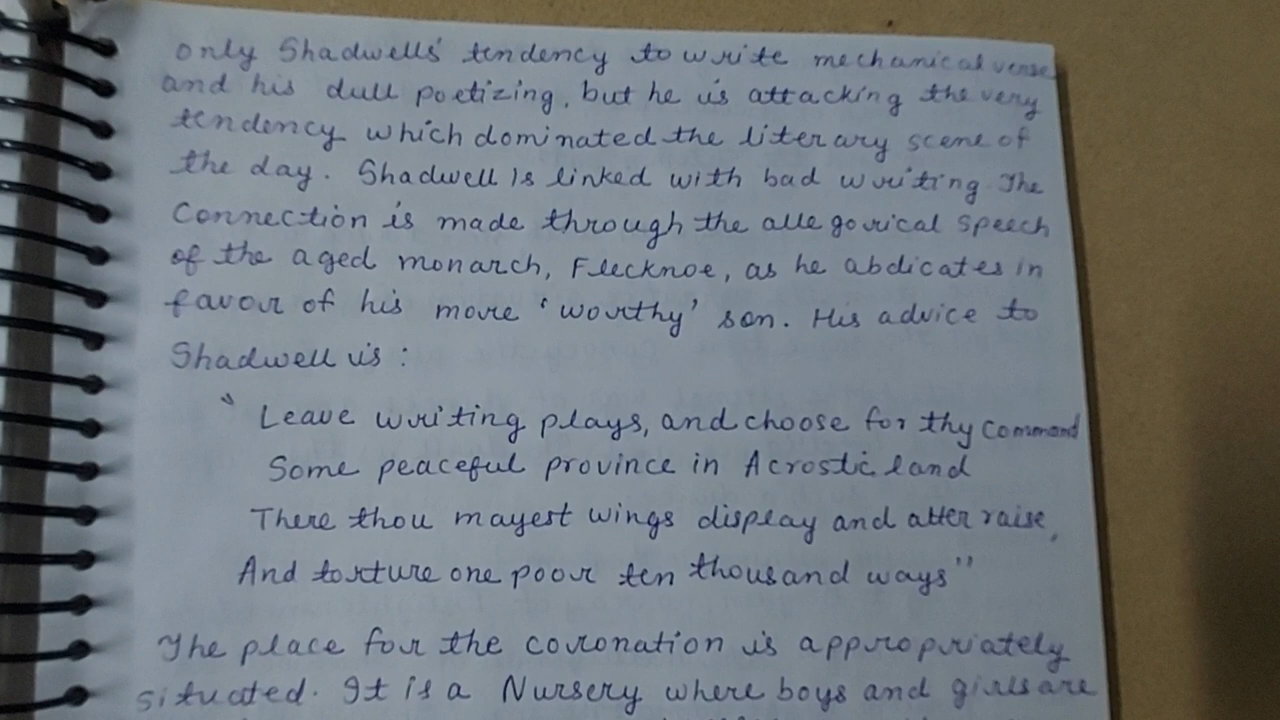 only Shadwells' tendency to write mechanical verse
and his dull poetizing, but he is attacking the very
tendency which dominated the literary scene of
the day. Shadwell is linked with bad writing The
Connection is made through the allegorical speech
of the aged monarch, Flecknoe, as he abdicates in
favour of his more 'worthy' son. His advice to
Shadwell is :
" Leave writing plays, and choose for thy command
Some peaceful province in Acrostic land
There thou mayest wings display and alter raise,
And torture one poor ten thousand ways"
The place for the coronation is appropriately
situated. It is a Nursery where boys and girls are